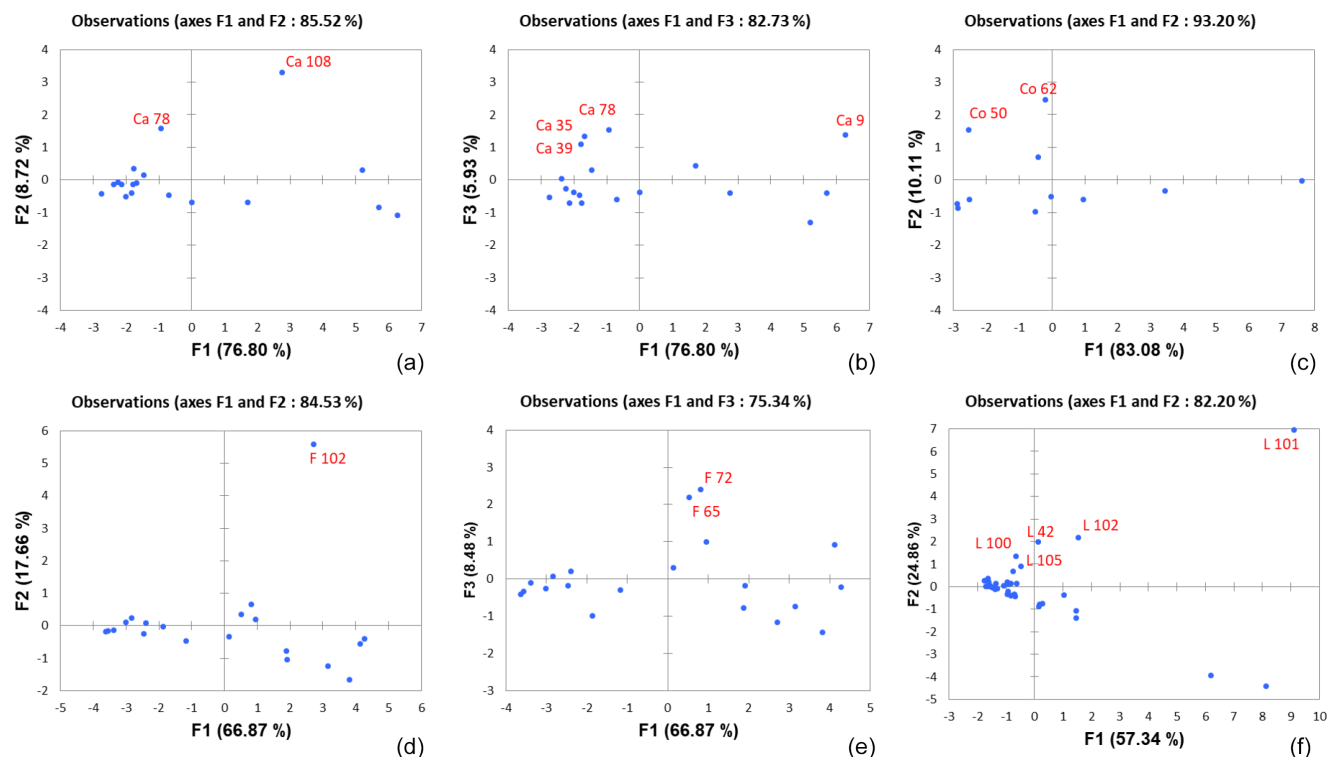 Observations (axes F1 and F2 : 85.52 %)
4
3
2
1
0
-1
-2
-3
-4
-4 -3 -2 -1 0 1 2 3 4 5 6 7
F2 (8.72 %)
F1 (76.80 %)
Ca 108
Ca 78
(a)
Observations (axes F1 and F3 : 82.73 %)
4
3
2
1
0
-1
-2
-3
-4
-4 -3 -2 -1 0 1 2 3 4 5 6 7
F3 (5.93 %)
F1 (76.80 %)
Ca 78
Ca 35
Ca 39
Ca 9
(b)
Observations (axes F1 and F2 : 93.20 %)
4
3
2
1
0
-1
-2
-3
-4
-3 -2 -1 0 1 2 3 4 5 6 7 8
F2 (10.11 %)
F1 (83.08 %)
Co 62
Co 50
(c)
Observations (axes F1 and F2 : 84.53 %)
6
5
4
3
2
1
0
-1
-2
-5 -4 -3 -2 -1 0 1 2 3 4 5 6
F2 (17.66 %)
F1 (66.87 %)
F 102
(d)
Observations (axes F1 and F3 : 75.34 %)
4
3
2
1
0
-1
-2
-3
-4 -3 -2 -1 0 1 2 3 4 5
F3 (8.48 %)
F1 (66.87 %)
F 72
F 65
(e)
Observations (axes F1 and F2 : 82.20 %)
7
6
5
4
3
2
1
0
-1
-2
-3
-4
-5
-3 -2 -1 0 1 2 3 4 5 6 7 8 9 10
F2 (24.86 %)
F1 (57.34 %)
L 101
L 42
L 102
L 100
L 105
(f)